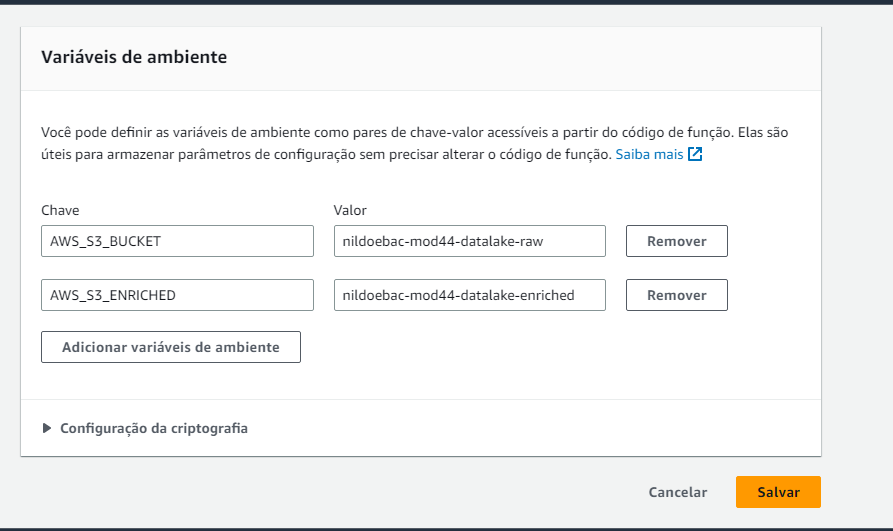 Variáveis de ambiente
Você pode definir as variáveis de ambiente como pares de chave-valor acessíveis a partir do código de função. Elas são
úteis para armazenar parâmetros de configuração sem precisar alterar o código de função. Saiba mais
Chave Valor
AWS_S3_BUCKET nildoebac-mod44-datalake-raw Remover
AWS_S3_ENRICHED nildoebac-mod44-datalake-enriched Remover
Adicionar variáveis de ambiente
Configuração da criptografia
Cancelar Salvar